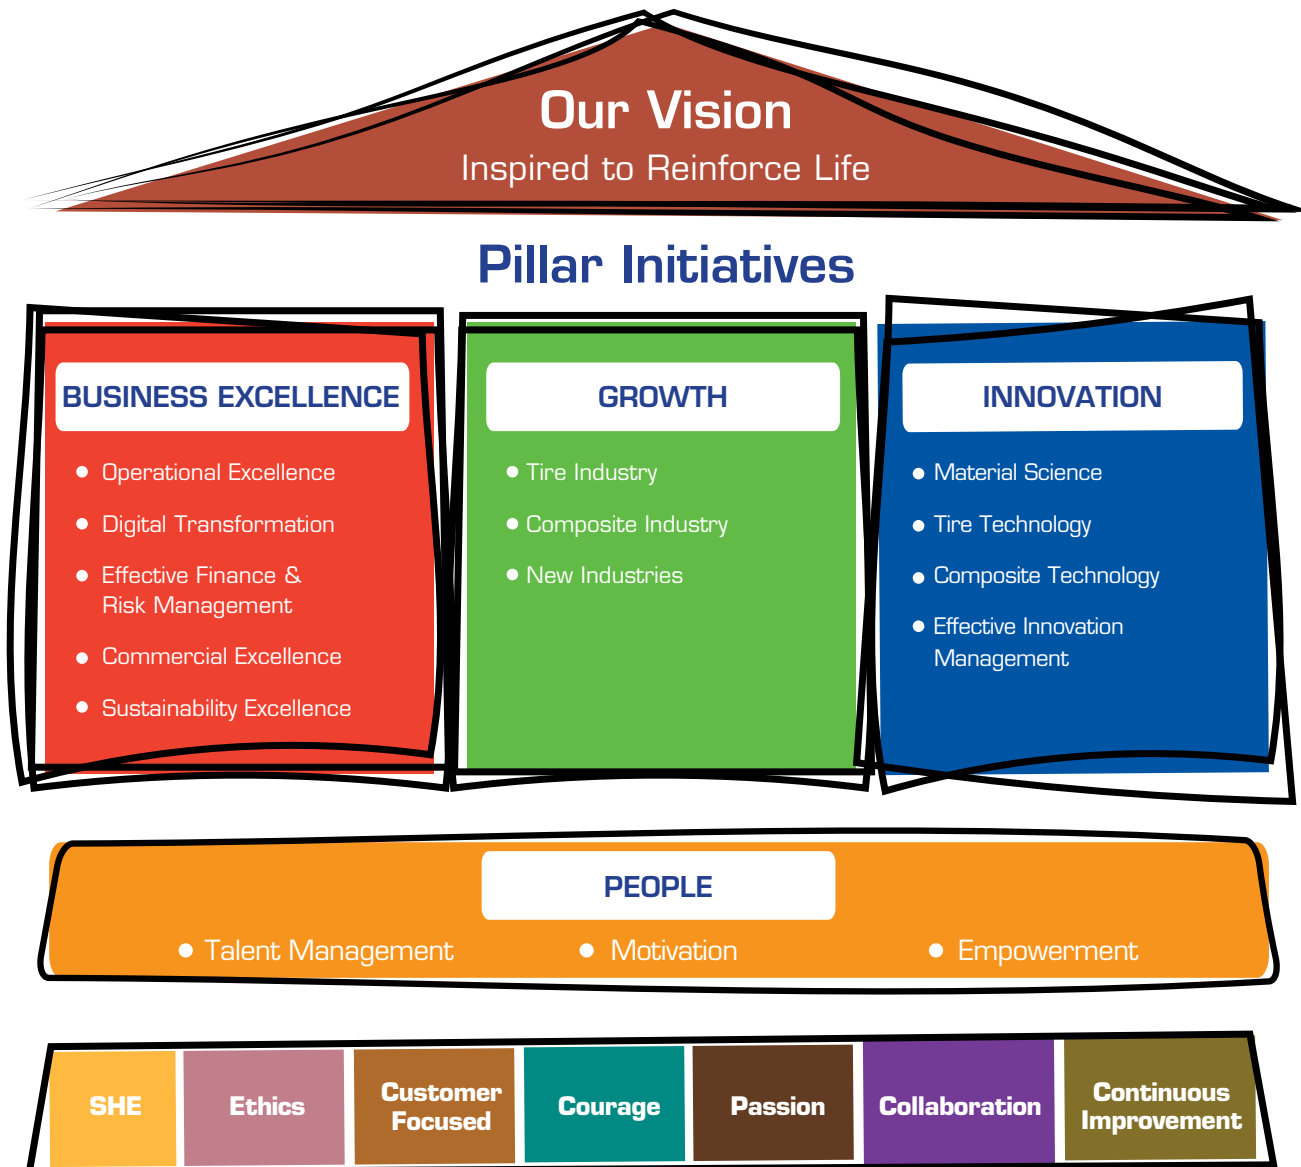 Our Vision
Inspired to Reinforce Life
Pillar Initiatives
BUSINESS EXCELLENCE
Operational Excellence
Digital Transformation
Effective Finance &
Risk Management
Commercial Excellence
Sustainability Excellence
GROWTH
Tire Industry
Composite Industry
New Industries
INNOVATION
Material Science
Tire Technology
Composite Technology
Effective Innovation
Management
PEOPLE
Talent Management
Motivation
Empowerment
SHE
Ethics
Customer
Focused
Courage
Passion
Collaboration
Continuous
Improvement